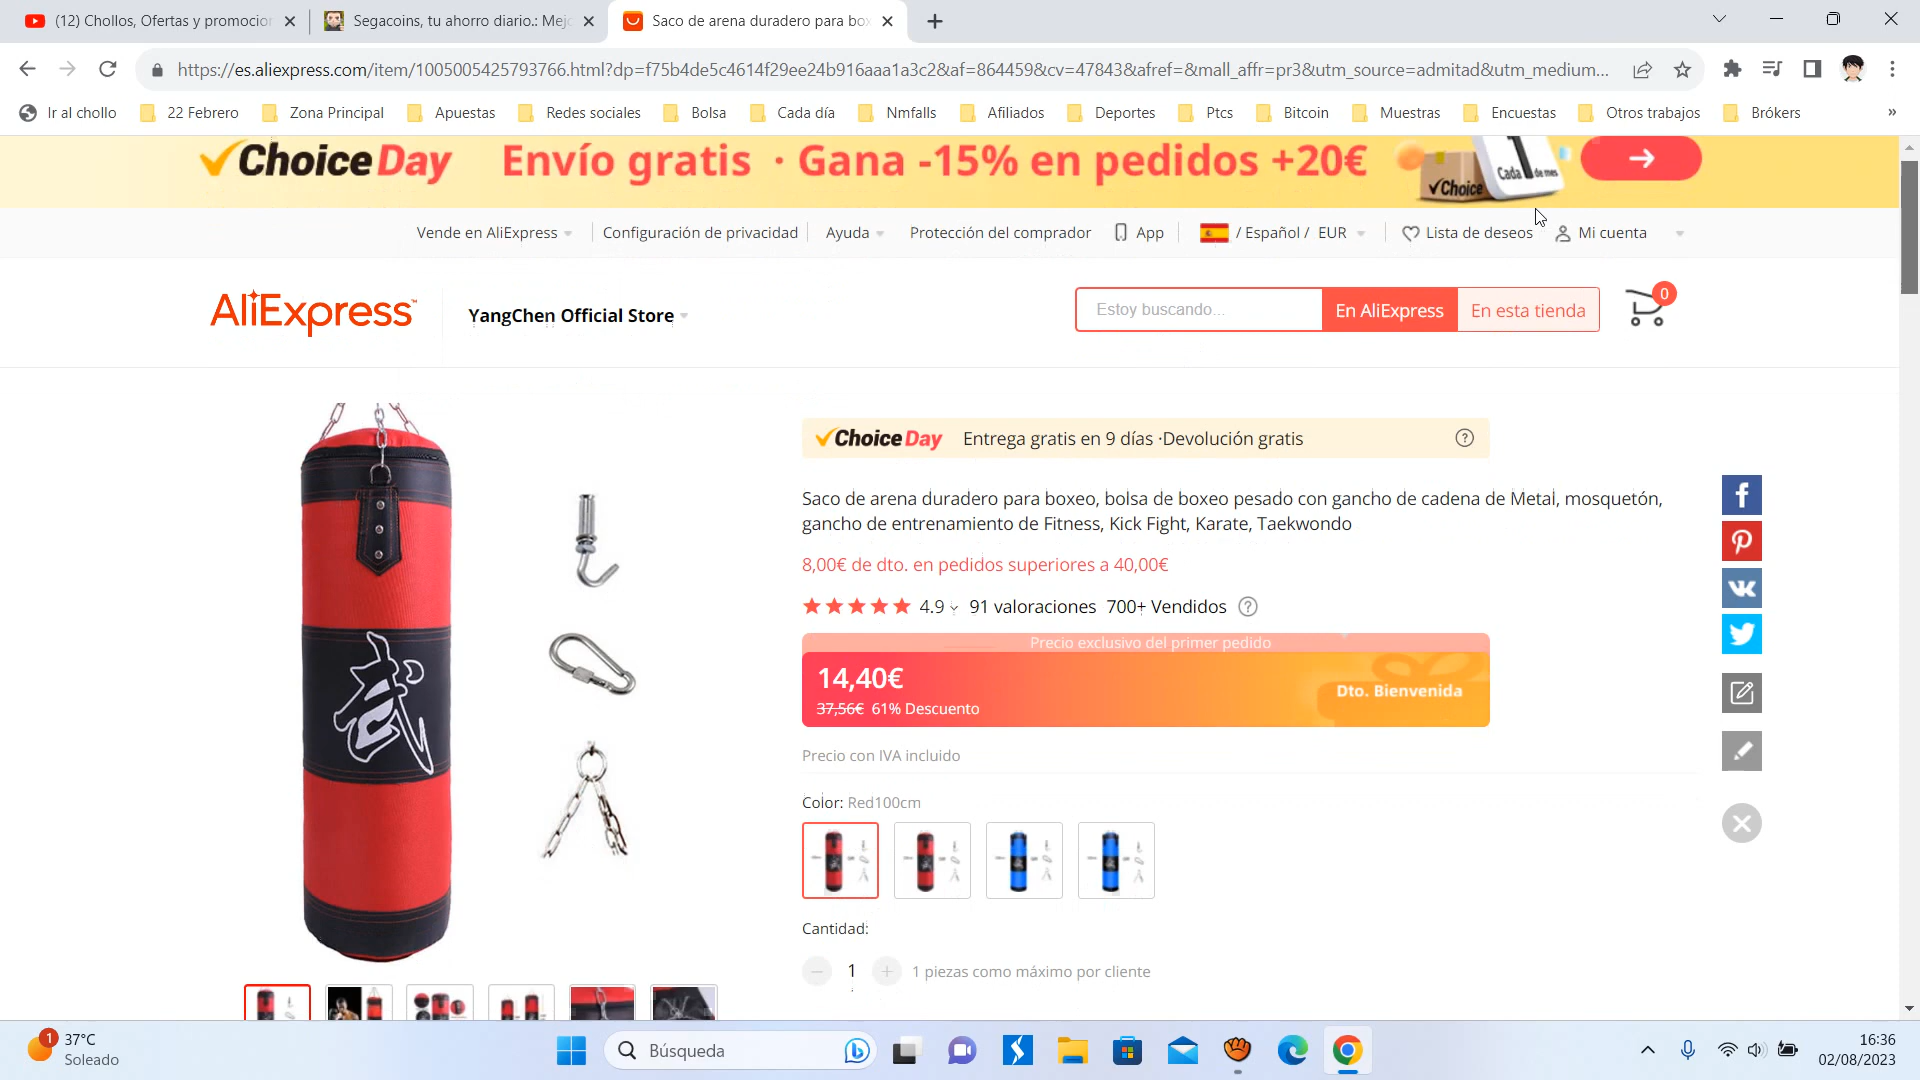 (12) Chollos, Ofertas y promocion
Segacoins, tu ahorro diario.: Mejo
Saco de arena duradero para box
https://es.aliexpress.com/item/1005005425793766.html?dp=f75b4de5c4614f29ee24b916aaa1a3c2&af=864459&cv=47843&afref=&mall_affr=pr3&utm_source=admitad&utm_medium...
Ir al chollo
22 Febrero
Zona Principal
Apuestas
Redes sociales
Bolsa
Cada día
Nmfalls
Afiliados
Deportes
Ptcs
Bitcoin
Muestras
Encuestas
Otros trabajos
Brókers
»
Choice Day
Envío gratis · Gana -15% en pedidos +20€
Cada 1 de mes
Choice
Vende en AliExpress
Configuración de privacidad
Ayuda
Protección del comprador
App
/ Español / EUR
Lista de deseos
Mi cuenta
AliExpress™
YangChen Official Store
Estoy buscando...
En AliExpress
En esta tienda
0
Choice Day Entrega gratis en 9 días ·Devolución gratis
Saco de arena duradero para boxeo, bolsa de boxeo pesado con gancho de cadena de Metal, mosquetón,
gancho de entrenamiento de Fitness, Kick Fight, Karate, Taekwondo
8,00€ de dto. en pedidos superiores a 40,00€
4.9 91 valoraciones 700+ Vendidos
Precio exclusivo del primer pedido
14,40€
37,56€ 61% Descuento
Dto. Bienvenida
Precio con IVA incluido
Color: Red100cm
Cantidad:
1
1 piezas como máximo por cliente
1
37°C
Soleado
Búsqueda
16:36
02/08/2023